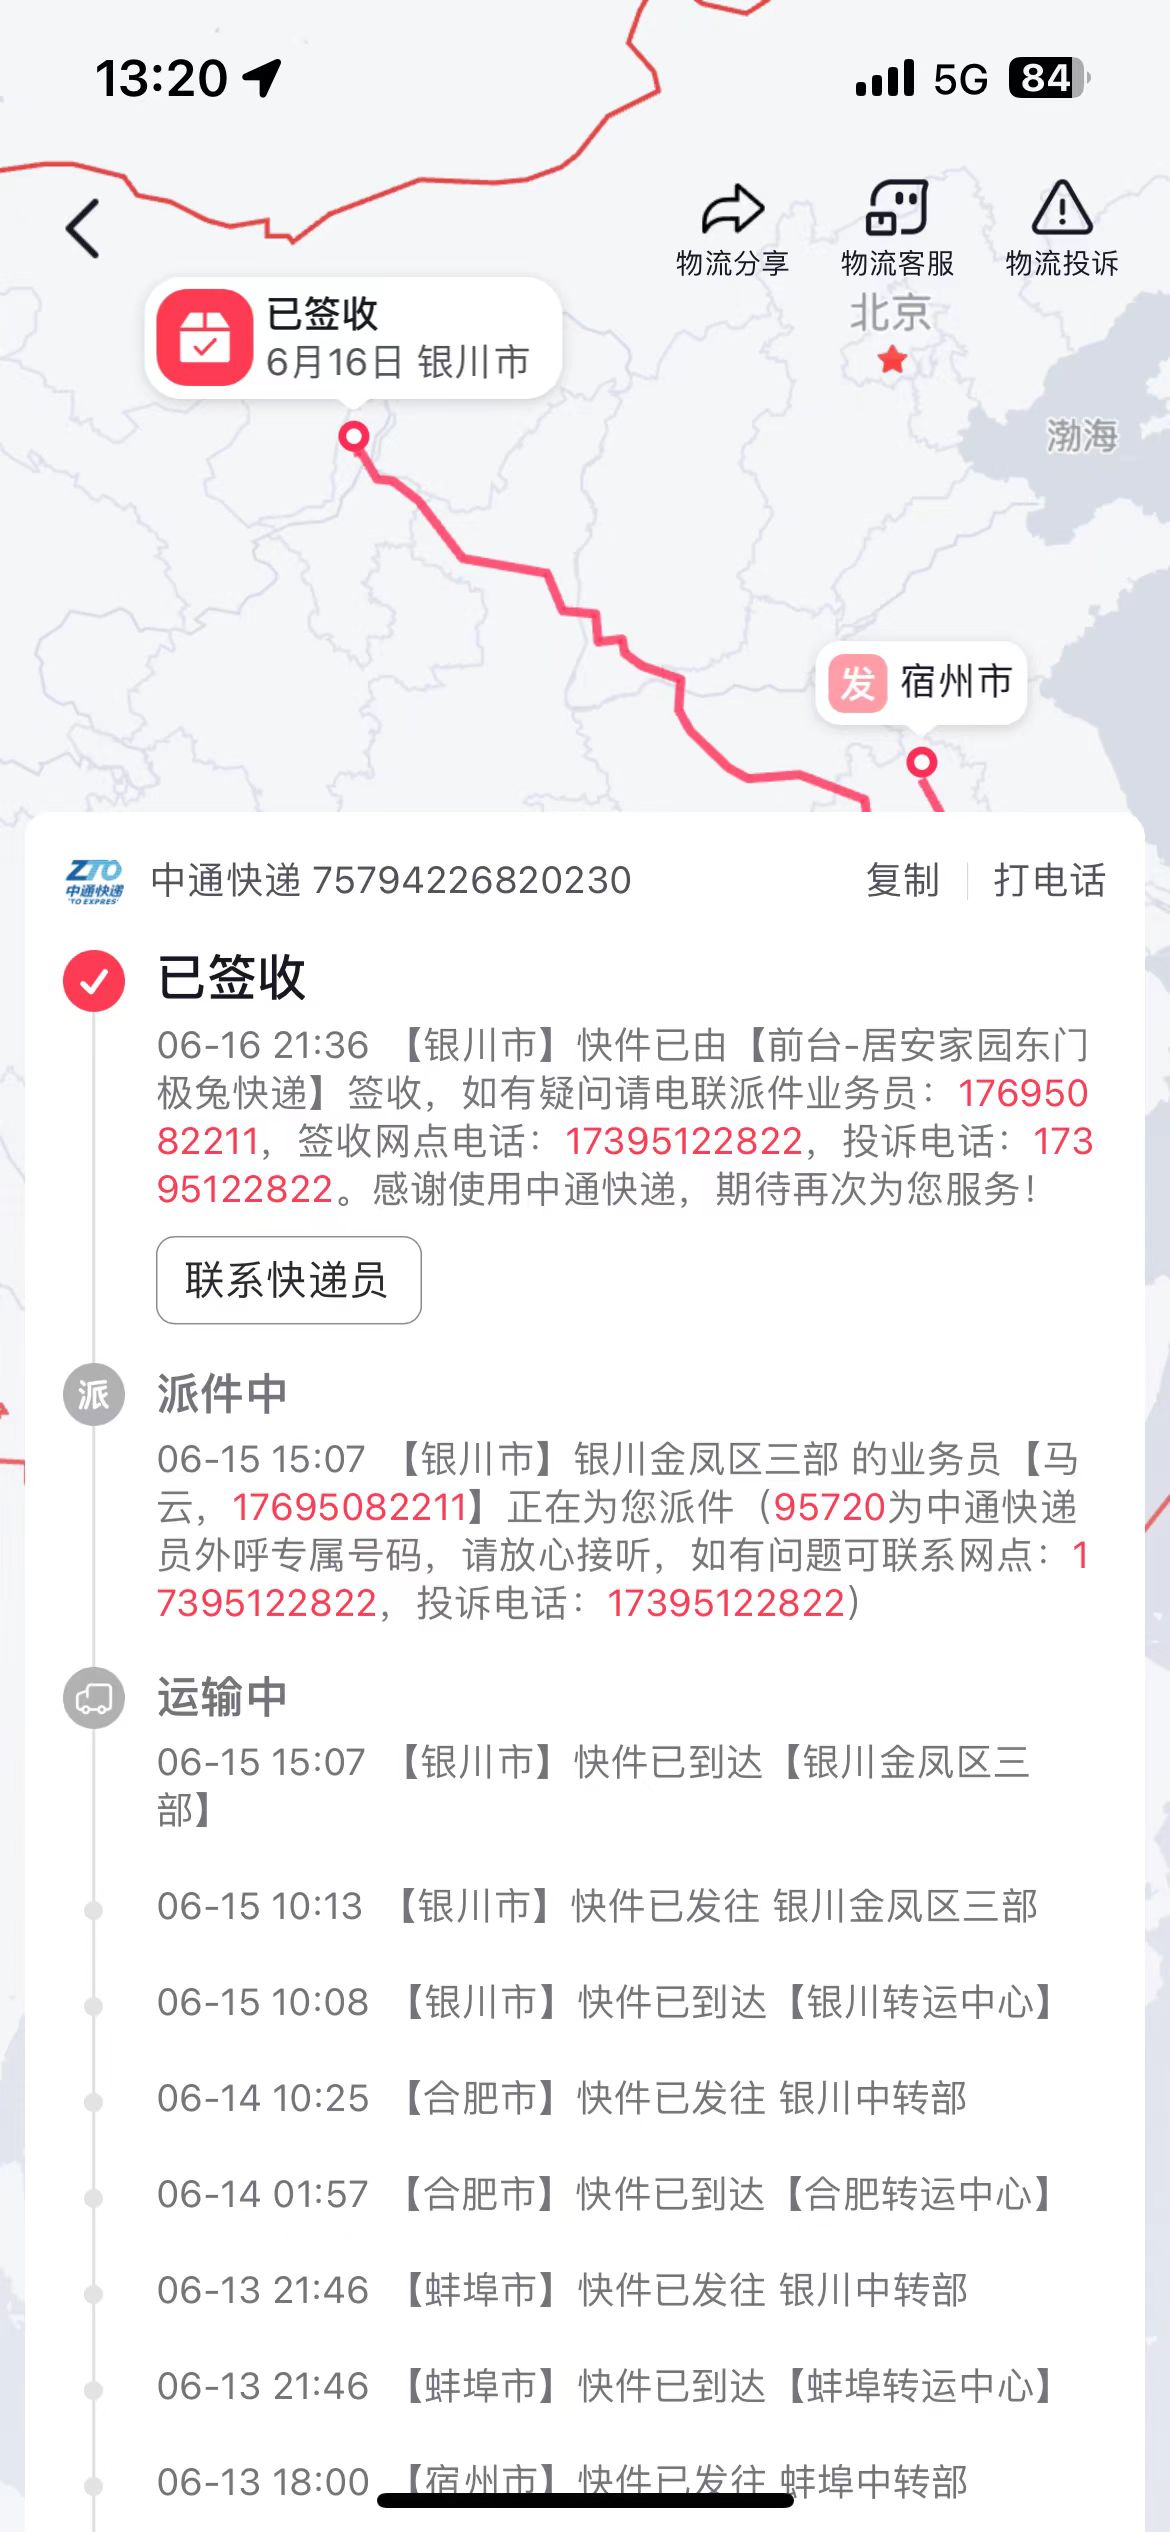 13:20
5G 84
物流分享 物流客服 物流投诉
北京
已签收
6月16日 银川市
渤海
发 宿州市
ZTO
中通快递
TO EXPRES
中通快递 75794226820230 复制 打电话
已签收
06-16 21:36 【银川市】快件已由【前台-居安家园东门
极兔快递】签收，如有疑问请电联派件业务员：176950
82211，签收网点电话：17395122822，投诉电话：173
95122822。感谢使用中通快递，期待再次为您服务！
联系快递员
派 派件中
06-15 15:07 【银川市】银川金凤区三部 的业务员【马
云，17695082211】正在为您派件（95720为中通快递
员外呼专属号码，请放心接听，如有问题可联系网点：1
7395122822，投诉电话：17395122822）
运输中
06-15 15:07 【银川市】快件已到达【银川金凤区三
部】
06-15 10:13 【银川市】快件已发往 银川金凤区三部
06-15 10:08 【银川市】快件已到达【银川转运中心】
06-14 10:25 【合肥市】快件已发往 银川中转部
06-14 01:57 【合肥市】快件已到达【合肥转运中心】
06-13 21:46 【蚌埠市】快件已发往 银川中转部
06-13 21:46 【蚌埠市】快件已到达【蚌埠转运中心】
06-13 18:00 【宿州市】快件已发往 蚌埠中转部